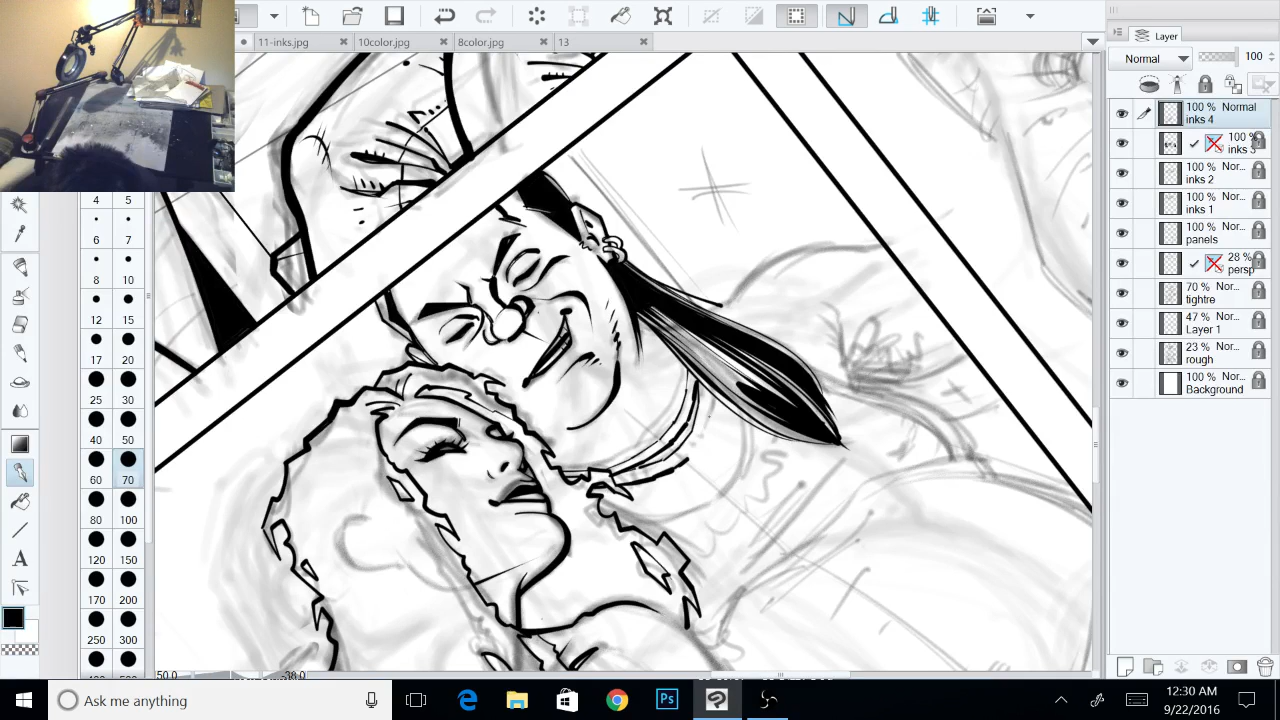 11-inks.jpg
10color.jpg
8color.jpg
13
Layer
Normal
100
100 % Normal
inks 4
100 %
inks
100 % Nor...
inks 2
100 % Nor...
inks 1
100 % Nor...
panels
28 %
persp
70 % Nor...
tightre
47 % Nor...
Layer 1
23 % Nor...
rough
100 % Nor...
Background
4 5
6 7
8 10
12 15
17 20
25 30
40 50
60 70
80 100
120 150
170 200
250 300
A
Ask me anything
Ps
12:30 AM
9/22/2016